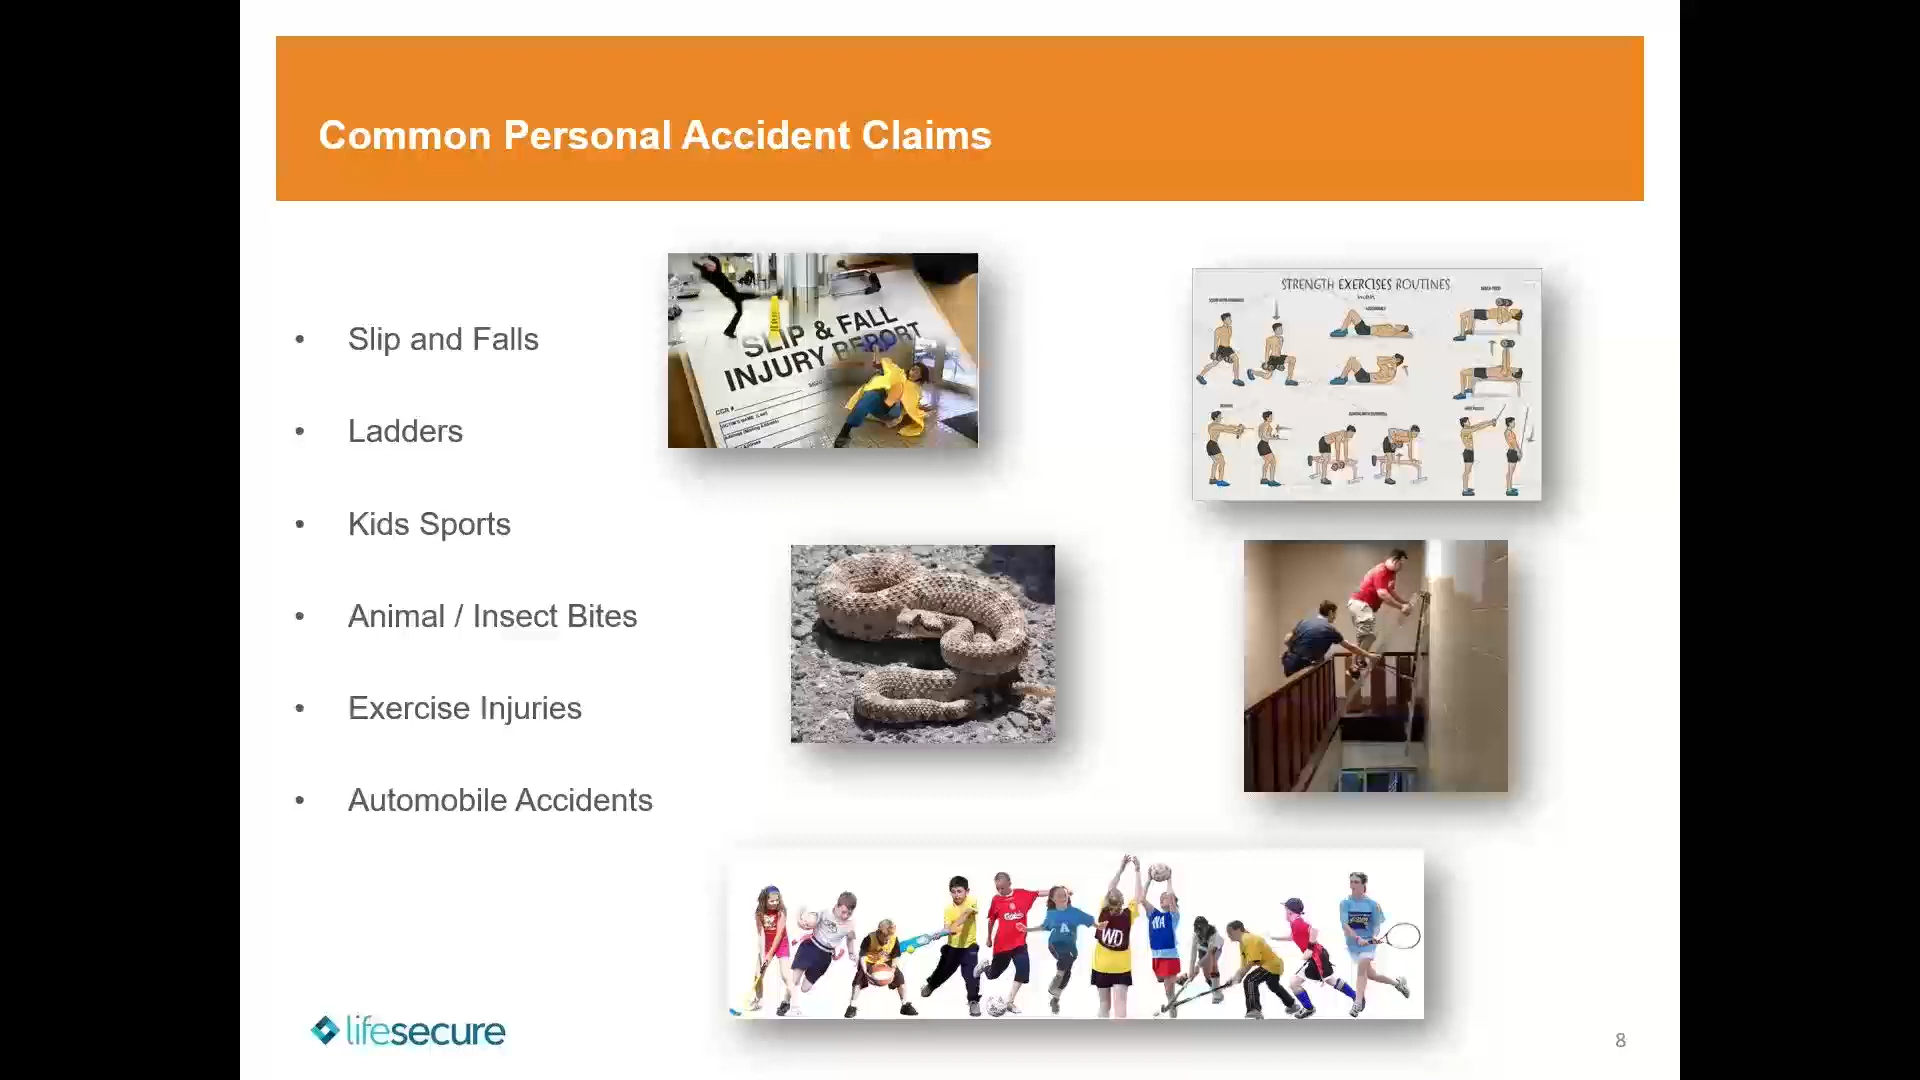 Common Personal Accident Claims
• Slip and Falls
• Ladders
• Kids Sports
• Animal / Insect Bites
• Exercise Injuries
• Automobile Accidents
SLIP & FALL
INJURY REPORT
STRENGTH EXERCISES ROUTINES
A
WD
lifesecure
8